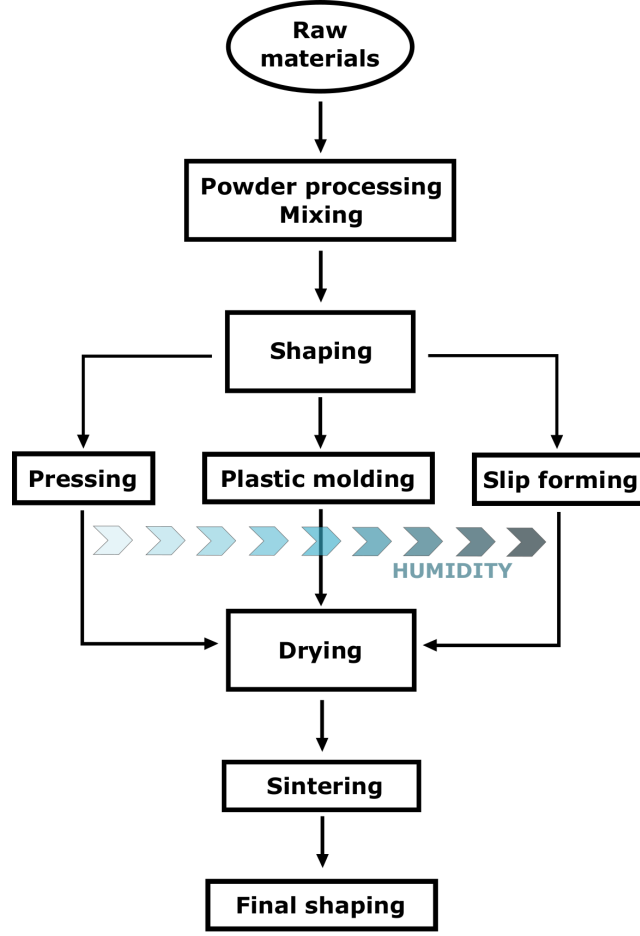 Raw
materials
Powder processing
Mixing
Shaping
Pressing
Plastic molding
Slip forming
HUMIDITY
Drying
Sintering
Final shaping